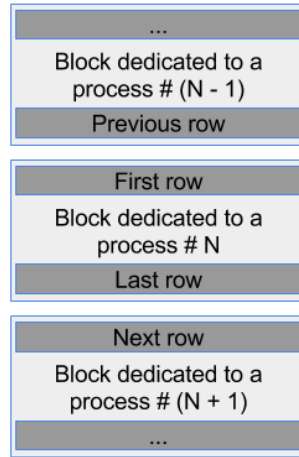 ...
Block dedicated to a
process # (N - 1)
Previous row
First row
Block dedicated to a
process # N
Last row
Next row
Block dedicated to a
process # (N + 1)
...